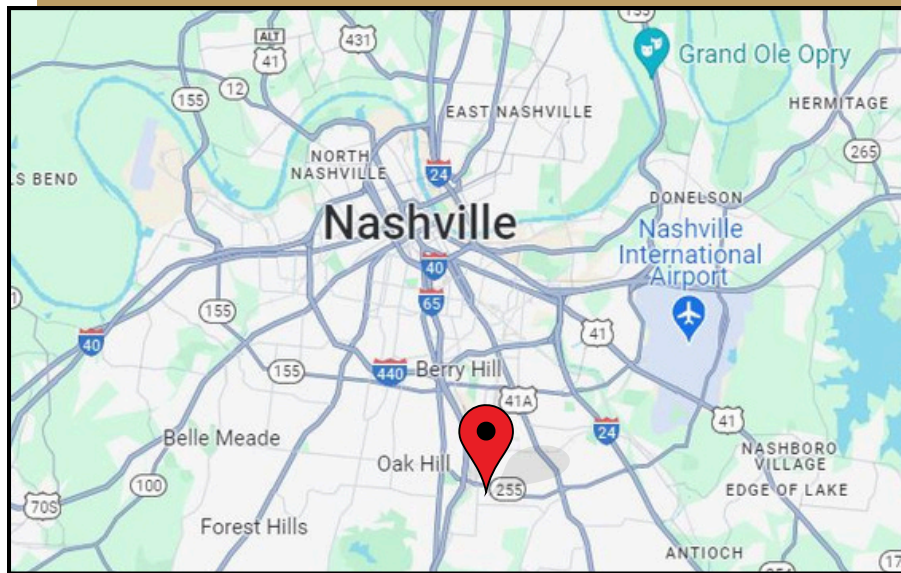 155
ALT
41
431
Grand Ole Opry
12
155
EAST NASHVILLE
HERMITAGE
NORTH
NASHVILLE
24
265
S BEND
DONELSON
Nashville
Nashville
International
Airport
40
65
155
41
40
155
440
Berry Hill
41A
41
24
Belle Meade
Oak Hill
NASHBORO
VILLAGE
100
255
EDGE OF LAKE
70S
Forest Hills
ANTIOCH